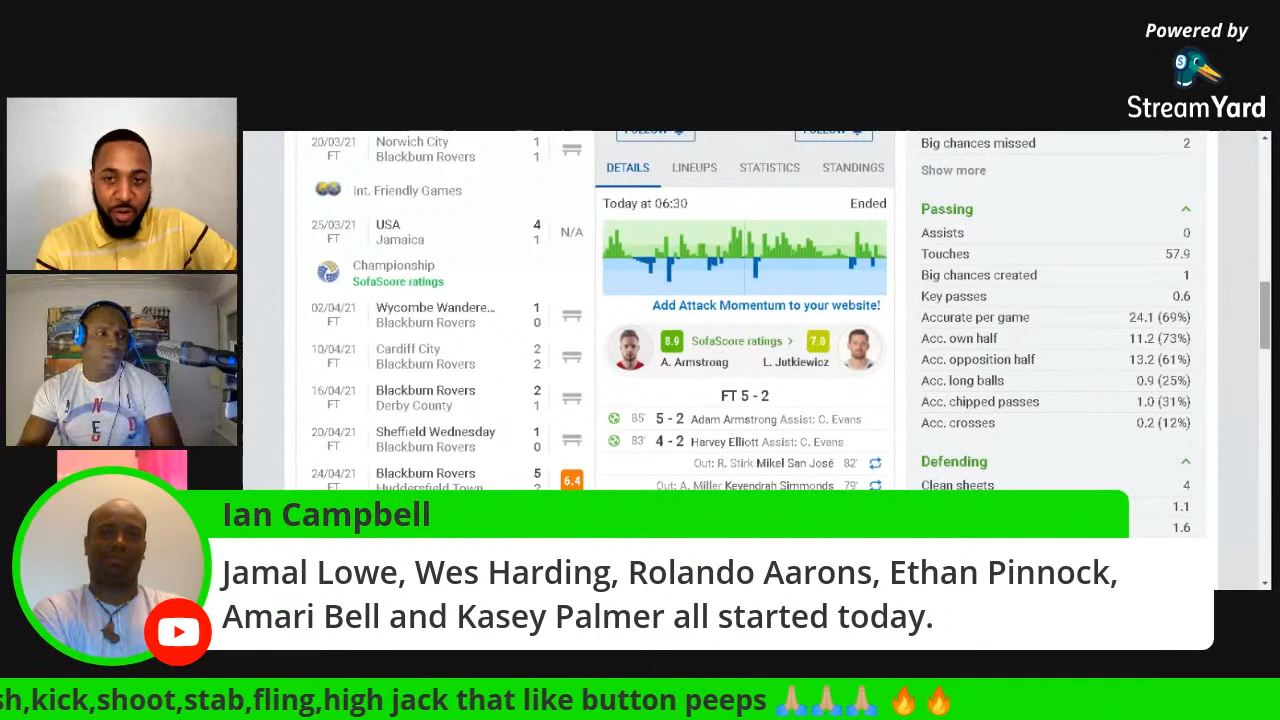 Powered by
StreamYard
20/03/21 Norwich City 1
FT Blackburn Rovers 1
Int. Friendly Games
25/03/21 USA 4
FT Jamaica 1
N/A
Championship
SofaScore ratings
02/04/21 Wycombe Wandere... 1
FT Blackburn Rovers 0
10/04/21 Cardiff City 2
FT Blackburn Rovers 2
16/04/21 Blackburn Rovers 2
FT Derby County 1
20/04/21 Sheffield Wednesday 1
FT Blackburn Rovers 0
24/04/21 Blackburn Rovers 5
FT Huddersfield Town 2
6.4
FOLLOW FOLLOW
DETAILS LINEUPS STATISTICS STANDINGS
Today at 06:30 Ended
Add Attack Momentum to your website!
8.9 SofaScore ratings > 7.0
A. Armstrong L. Jutkiewicz
FT 5 - 2
85' 5 - 2 Adam Armstrong Assist: C. Evans
83' 4 - 2 Harvey Elliott Assist: C. Evans
Out: R. Stirk Mikel San José 82'
Out: A. Miller Keyendrah Simmonds 79'
Big chances missed 2
Show more
Passing
Assists 0
Touches 57.9
Big chances created 1
Key passes 0.6
Accurate per game 24.1 (69%)
Acc. own half 11.2 (73%)
Acc. opposition half 13.2 (61%)
Acc. long balls 0.9 (25%)
Acc. chipped passes 1.0 (31%)
Acc. crosses 0.2 (12%)
Defending
Clean sheets 4
1.1
1.6
Ian Campbell
Jamal Lowe, Wes Harding, Rolando Aarons, Ethan Pinnock,
Amari Bell and Kasey Palmer all started today.
sh,kick,shoot,stab,fling,high jack that like button peeps 🙏🏼🙏🏼🙏🏼 🔥🔥